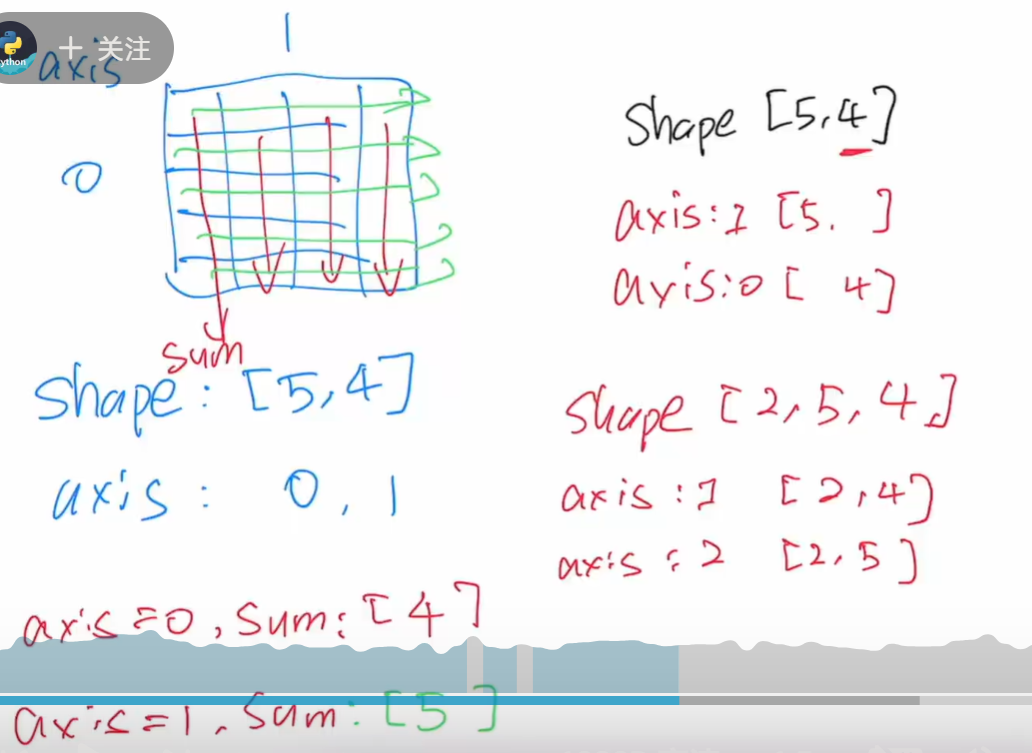 ython + 关注
axis
1
0
sum
shape: [5,4]
axis: 0, 1
axis=0, sum: [4]
axis=1, sum: [5]
shape [5,4]
axis:1 [5. ]
axis:0 [ 4]
shape [2,5,4]
axis:1 [2,4]
axis:2 [2,5]